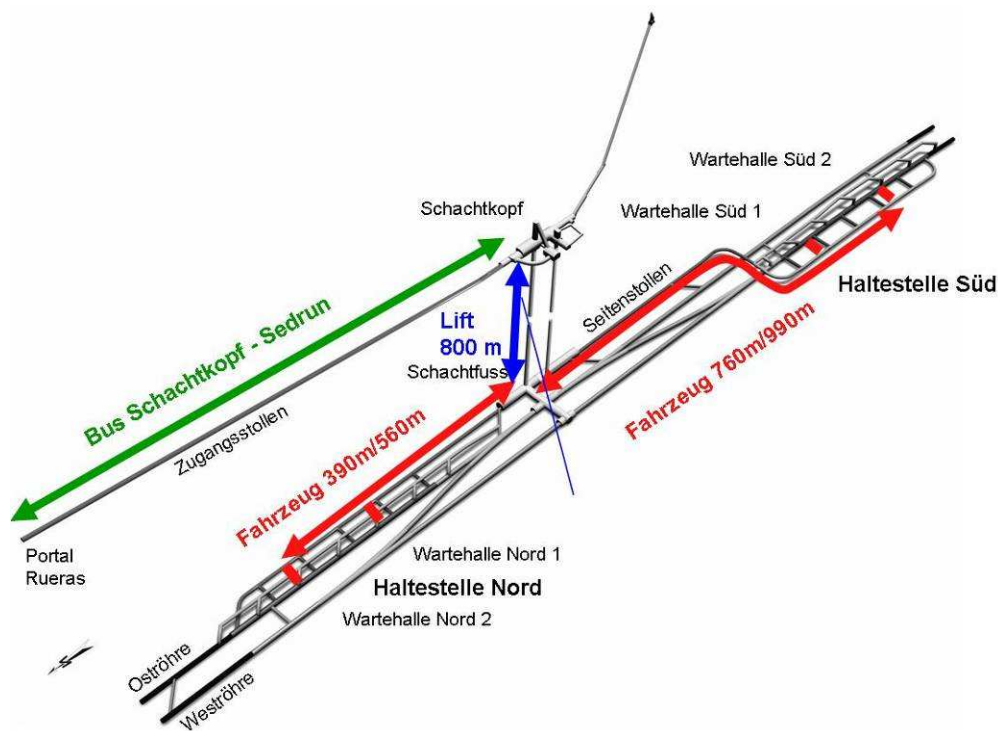 Wartehalle Süd 2
Schachtkopf
Wartehalle Süd 1
Haltestelle Süd
Seitenstollen
Lift
800 m
Bus Schachtkopf - Sedrun
Schachtfuss
Fahrzeug 760m/990m
Zugangsstollen
Fahrzeug 390m/560m
Portal
Rueras
Wartehalle Nord 1
Haltestelle Nord
Wartehalle Nord 2
Oströhre
Weströhre